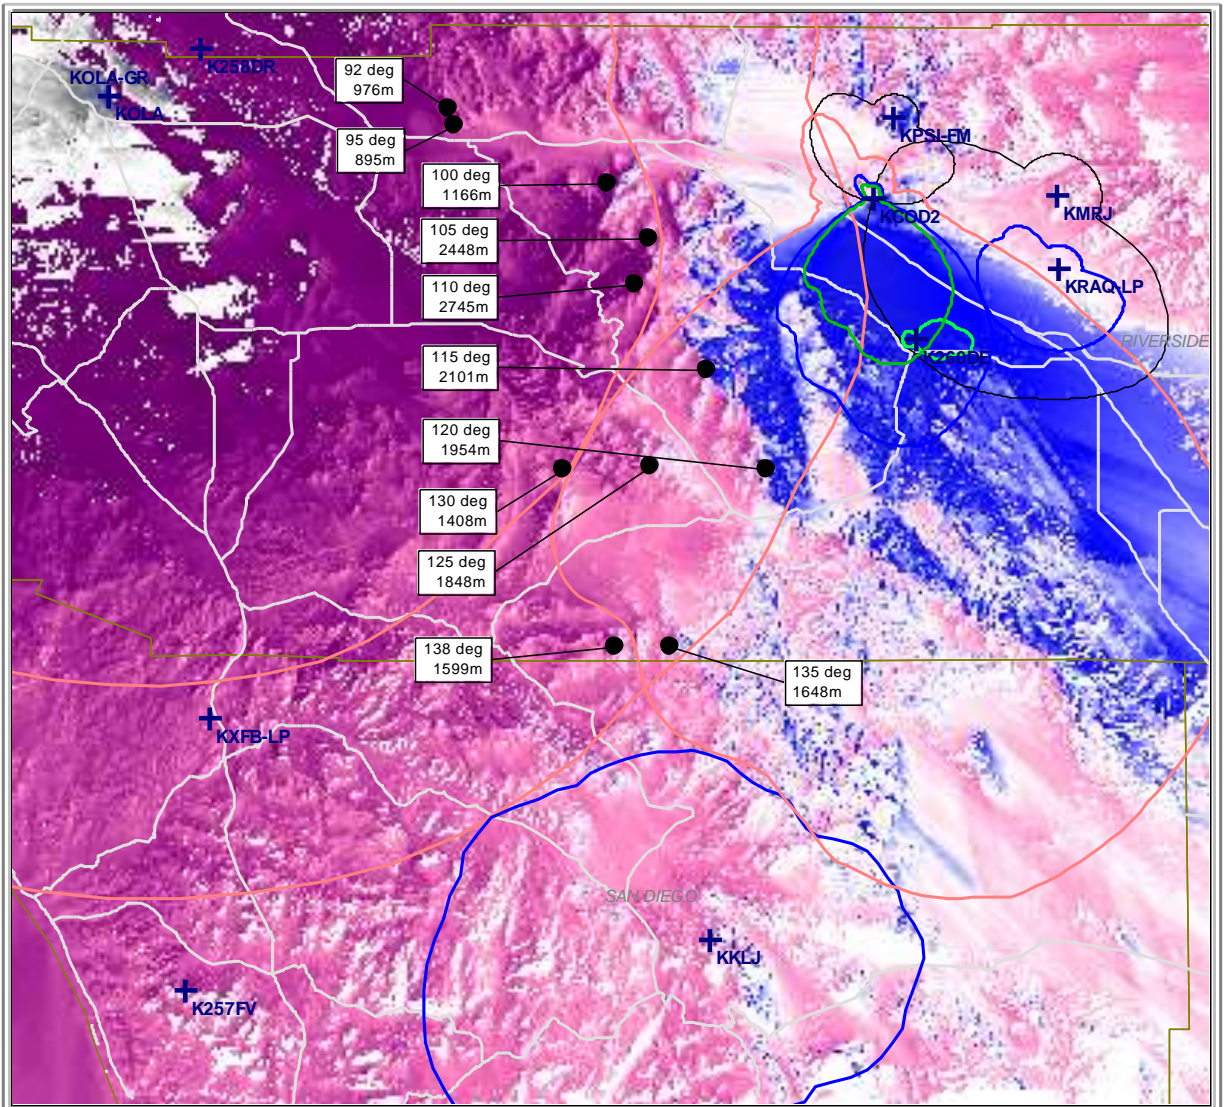 K258DR
KOLA-GR
KOLA
92 deg
976m
95 deg
895m
100 deg
1166m
105 deg
2448m
110 deg
2745m
115 deg
2101m
120 deg
1954m
130 deg
1408m
125 deg
1848m
138 deg
1599m
135 deg
1648m
KPSI-FM
KMRJ
KCOD2
KRAQ-LP
RIVERSIDE
KXFB-LP
SAN DIEGO
KKLJ
K257FV